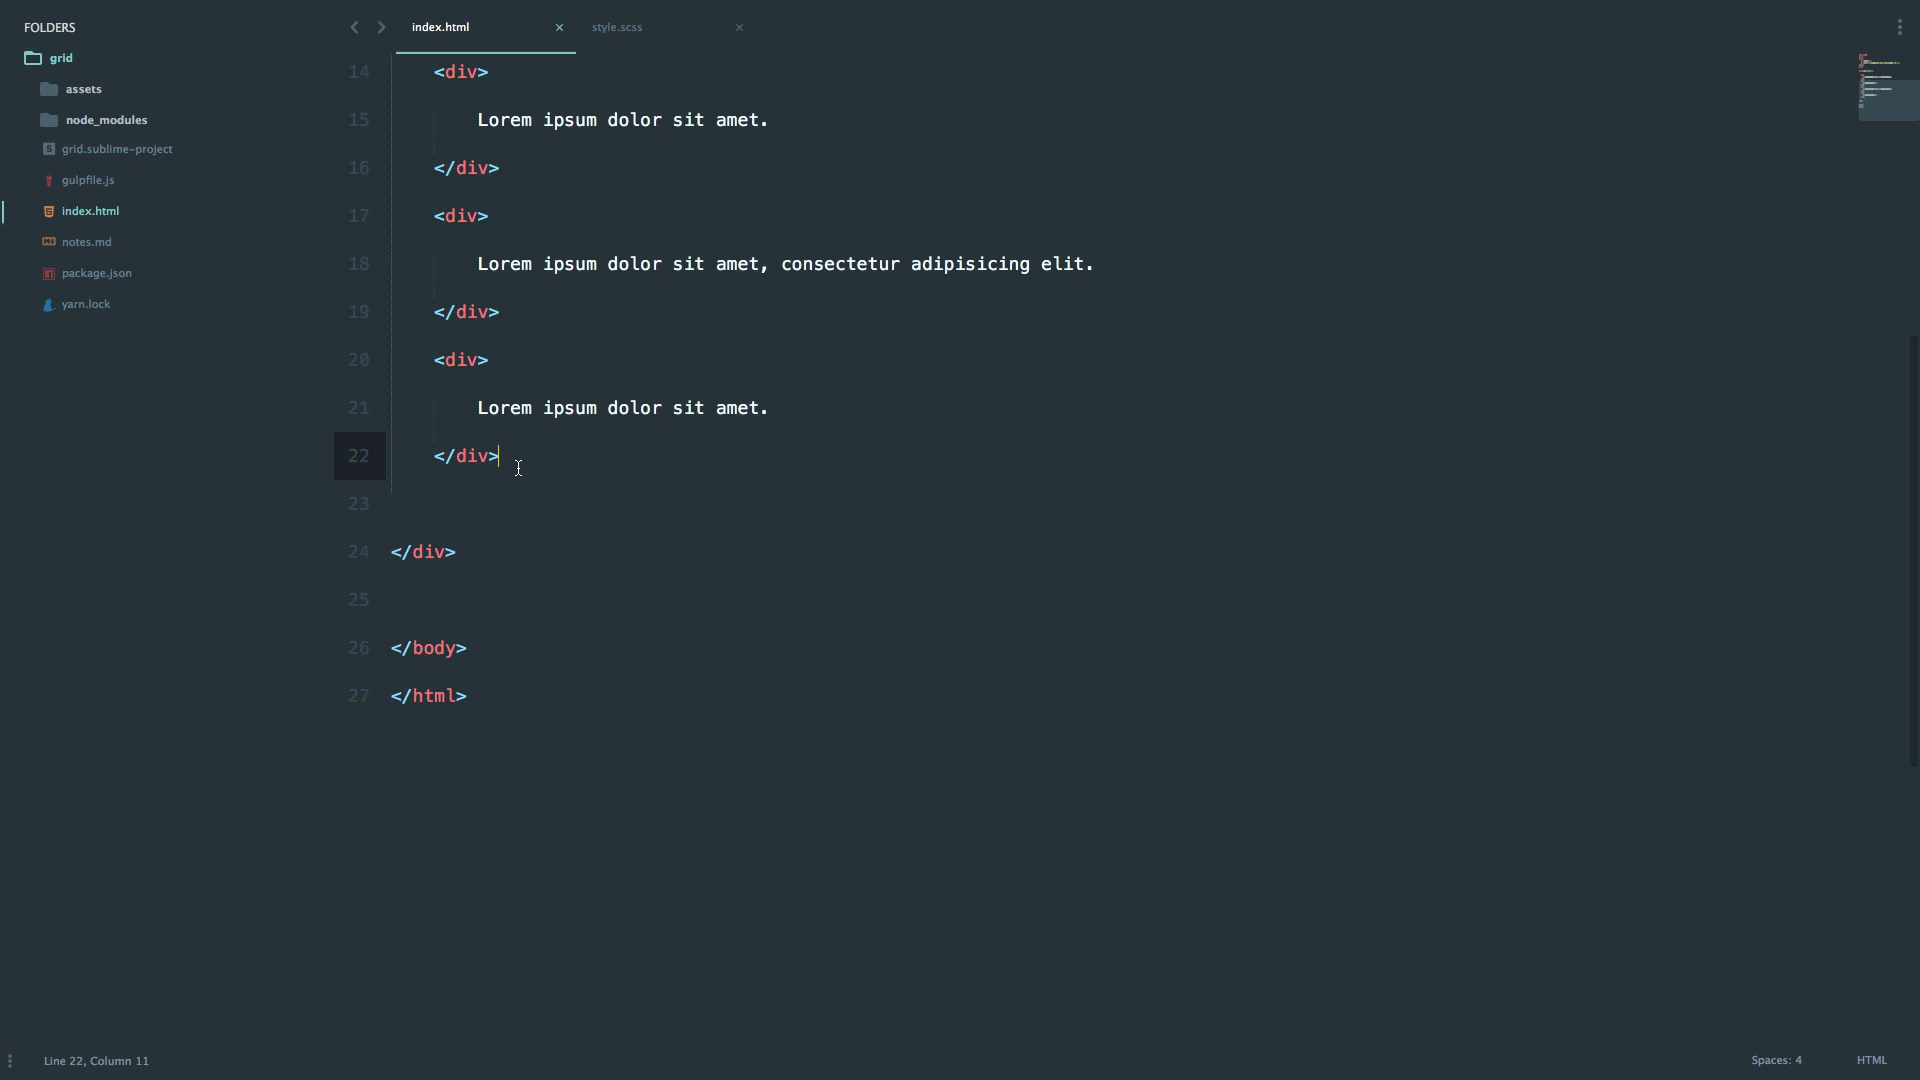 FOLDERS
grid
assets
node_modules
grid.sublime-project
gulpfile.js
index.html
notes.md
package.json
yarn.lock
index.html
style.scss
14 <div>
15 Lorem ipsum dolor sit amet.
16 </div>
17 <div>
18 Lorem ipsum dolor sit amet, consectetur adipisicing elit.
19 </div>
20 <div>
21 Lorem ipsum dolor sit amet.
22 </div>
23
24 </div>
25
26 </body>
27 </html>
Line 22, Column 11
Spaces: 4
HTML